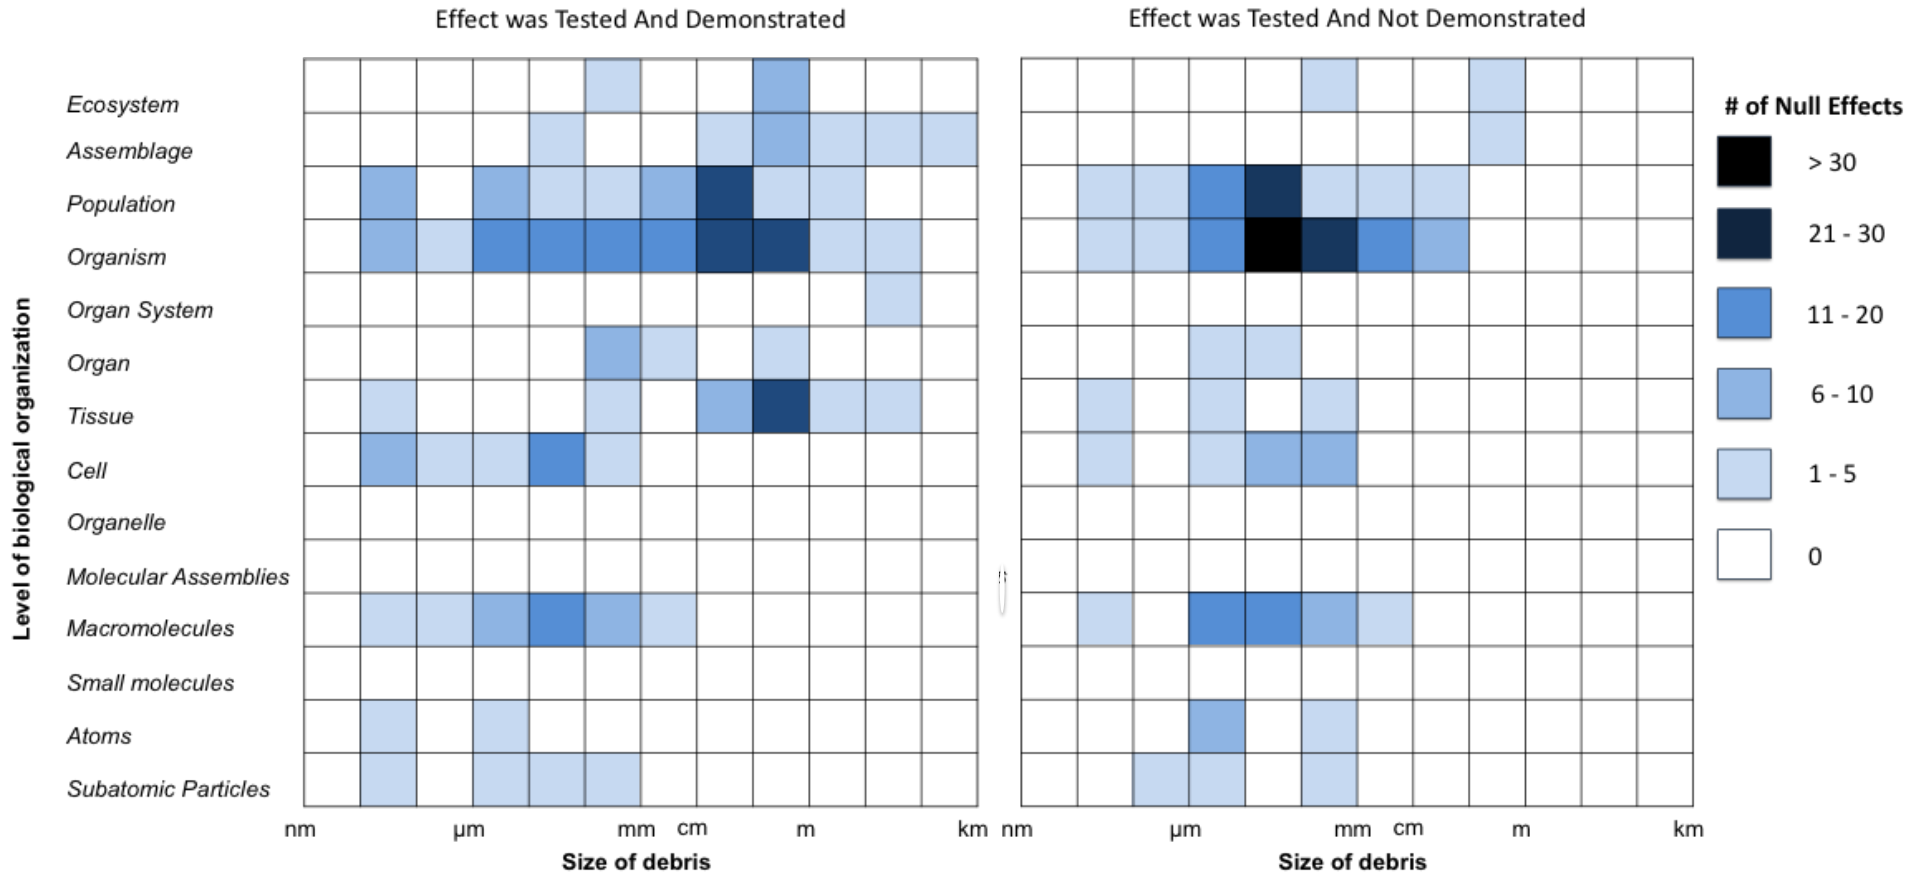 Effect was Tested And Demonstrated
Effect was Tested And Not Demonstrated
Level of biological organization
Ecosystem
Assemblage
Population
Organism
Organ System
Organ
Tissue
Cell
Organelle
Molecular Assemblies
Macromolecules
Small molecules
Atoms
Subatomic Particles
nm µm mm cm m km
Size of debris
nm µm mm cm m km
Size of debris
# of Null Effects
> 30
21 - 30
11 - 20
6 - 10
1 - 5
0